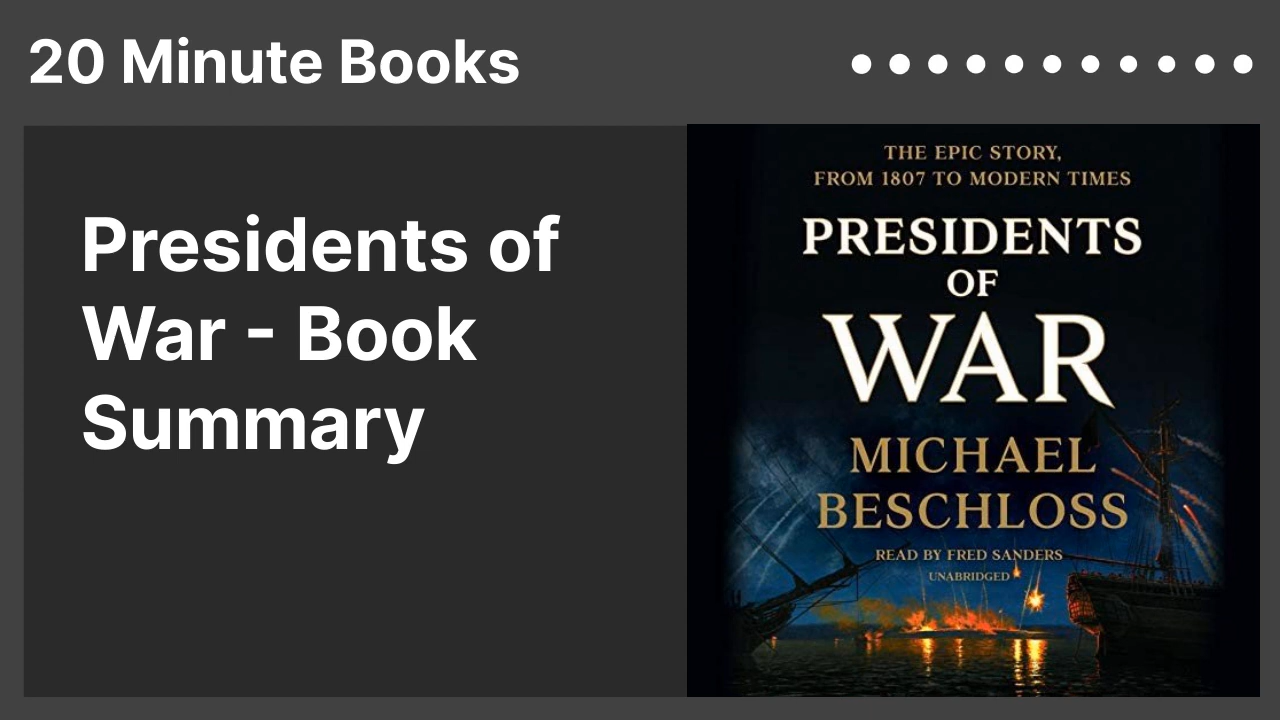 20 Minute Books
Presidents of
War - Book
Summary
THE EPIC STORY,
FROM 1807 TO MODERN TIMES
PRESIDENTS
OF
WAR
MICHAEL
BESCHLOSS
READ BY FRED SANDERS
UNABRIDGED